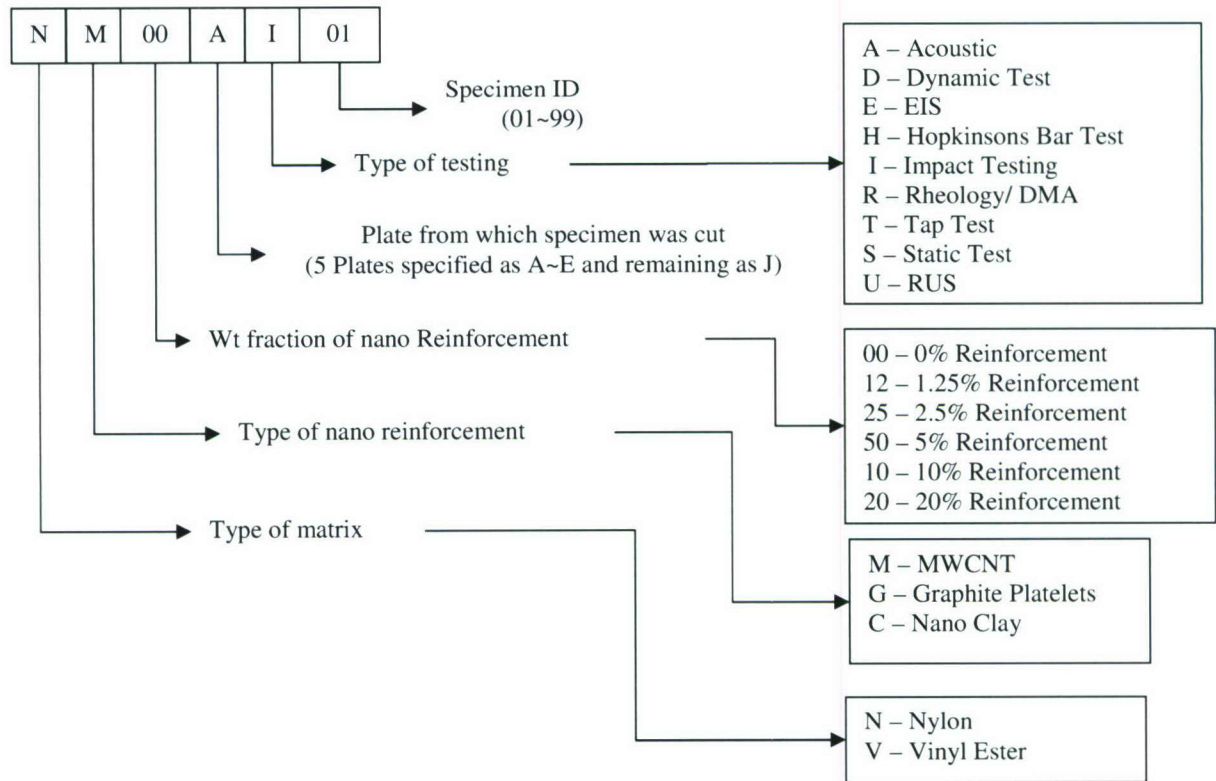 N M 00 A I 01
Specimen ID
(01~99)
Type of testing
Plate from which specimen was cut
(5 Plates specified as A~E and remaining as J)
Wt fraction of nano Reinforcement
Type of nano reinforcement
Type of matrix
A – Acoustic
D – Dynamic Test
E – EIS
H – Hopkinsons Bar Test
I – Impact Testing
R – Rheology/ DMA
T – Tap Test
S – Static Test
U – RUS
00 – 0% Reinforcement
12 – 1.25% Reinforcement
25 – 2.5% Reinforcement
50 – 5% Reinforcement
10 – 10% Reinforcement
20 – 20% Reinforcement
M – MWCNT
G – Graphite Platelets
C – Nano Clay
N – Nylon
V – Vinyl Ester